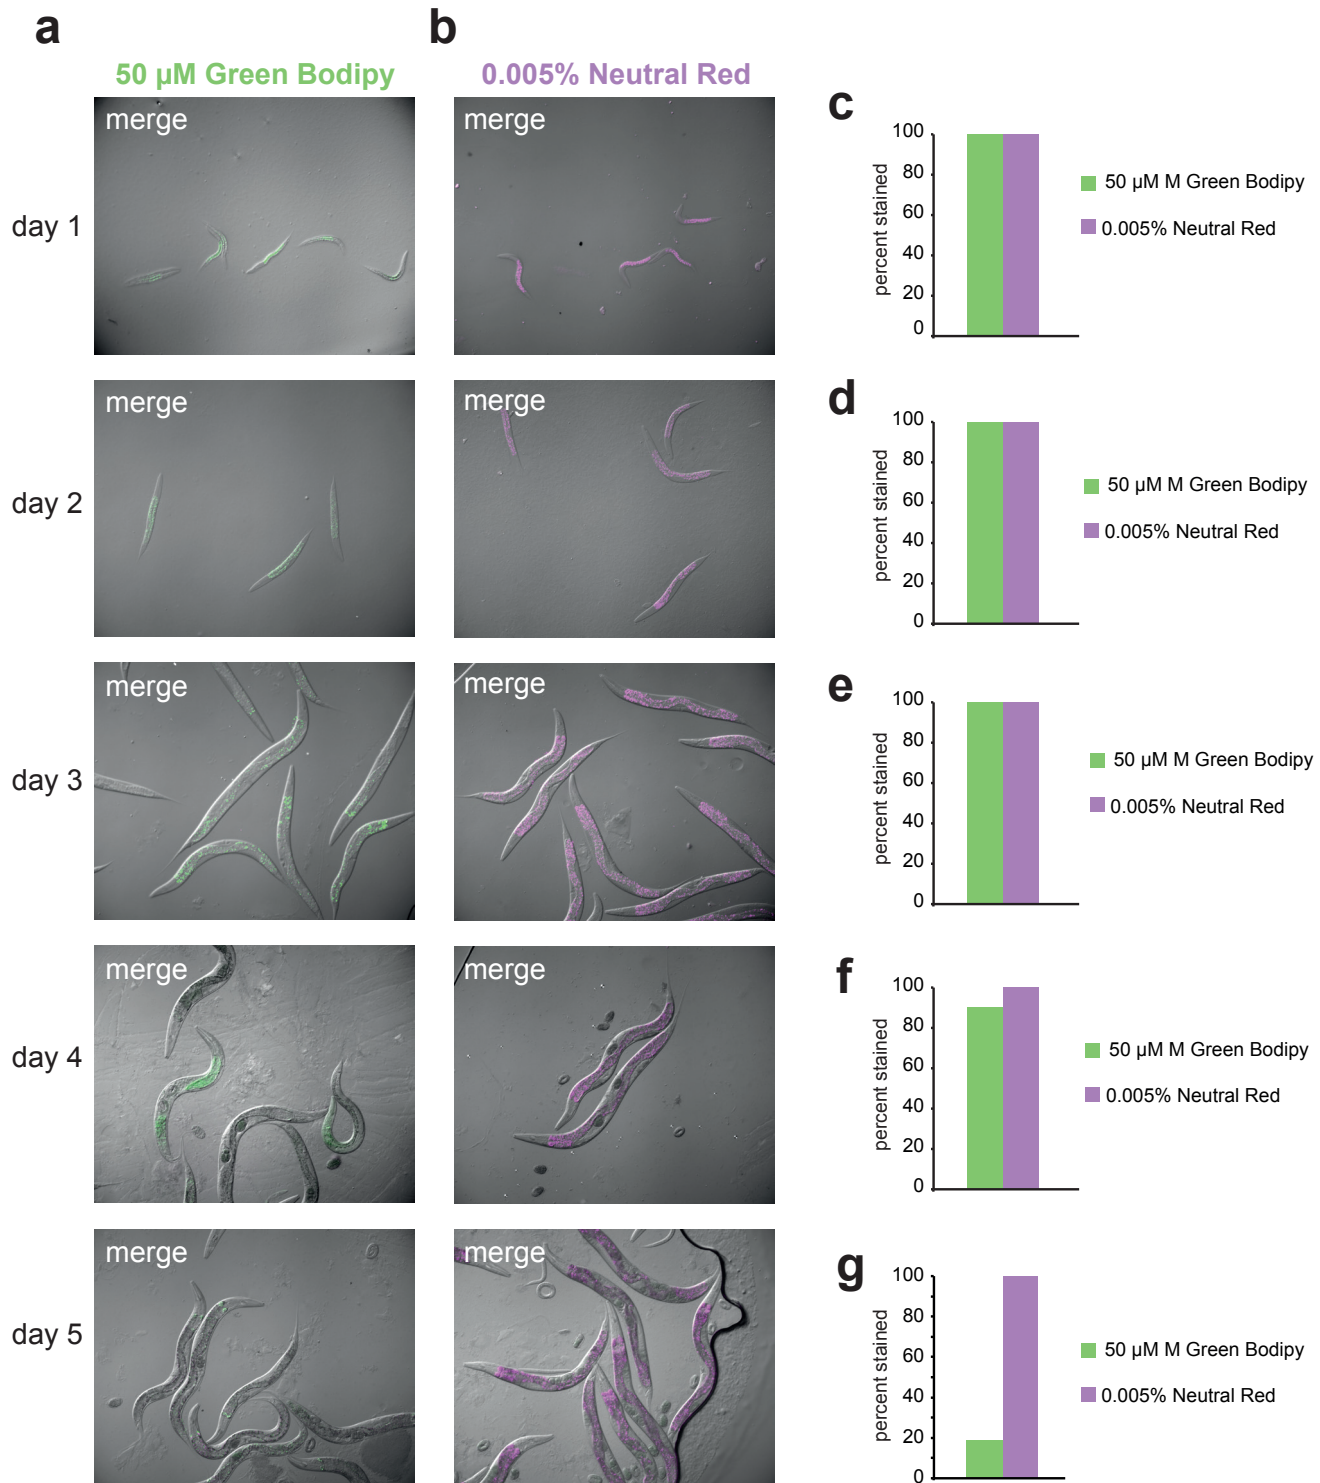 a
b
50 µM Green Bodipy
0.005% Neutral Red
merge
merge
day 1
c
100
80
60
40
20
0
percent stained
50 µM M Green Bodipy
0.005% Neutral Red
merge
merge
day 2
d
100
80
60
40
20
0
percent stained
50 µM M Green Bodipy
0.005% Neutral Red
merge
merge
day 3
e
100
80
60
40
20
0
percent stained
50 µM M Green Bodipy
0.005% Neutral Red
merge
merge
day 4
f
100
80
60
40
20
0
percent stained
50 µM M Green Bodipy
0.005% Neutral Red
merge
merge
day 5
g
100
80
60
40
20
0
percent stained
50 µM M Green Bodipy
0.005% Neutral Red